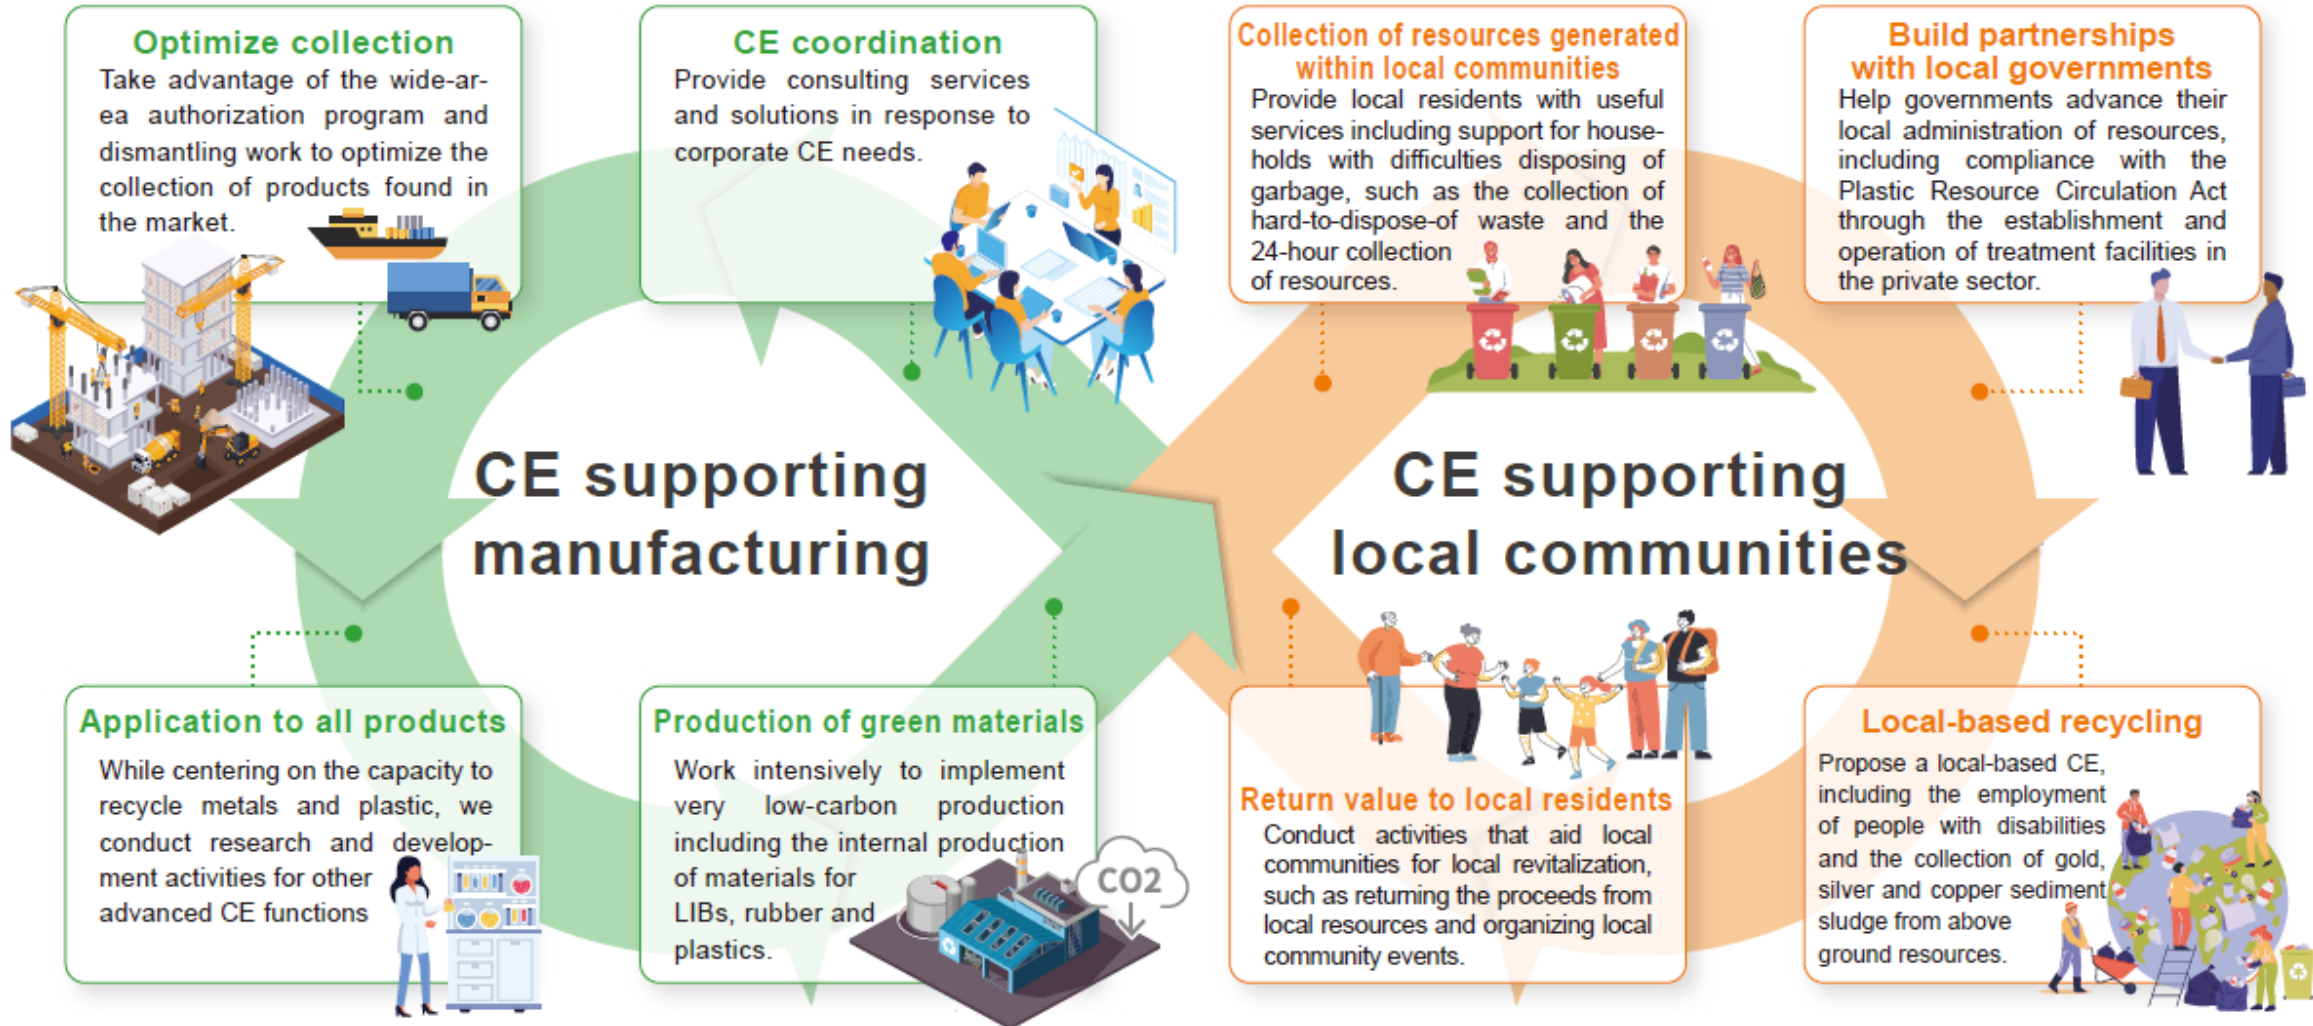 Optimize collection
Take advantage of the wide-ar-
ea authorization program and
dismantling work to optimize the
collection of products found in
the market.
CE coordination
Provide consulting services
and solutions in response to
corporate CE needs.
Collection of resources generated
within local communities
Provide local residents with useful
services including support for house-
holds with difficulties disposing of
garbage, such as the collection of
hard-to-dispose-of waste and the
24-hour collection
of resources.
Build partnerships
with local governments
Help governments advance their
local administration of resources,
including compliance with the
Plastic Resource Circulation Act
through the establishment and
operation of treatment facilities in
the private sector.
CE supporting
manufacturing
CE supporting
local communities
Application to all products
While centering on the capacity to
recycle metals and plastic, we
conduct research and develop-
ment activities for other
advanced CE functions
Production of green materials
Work intensively to implement
very low-carbon production
including the internal production
of materials for
LIBs, rubber and
plastics.
CO2
Return value to local residents
Conduct activities that aid local
communities for local revitalization,
such as returning the proceeds from
local resources and organizing local
community events.
Local-based recycling
Propose a local-based CE,
including the employment
of people with disabilities
and the collection of gold,
silver and copper sediment
sludge from above
ground resources.